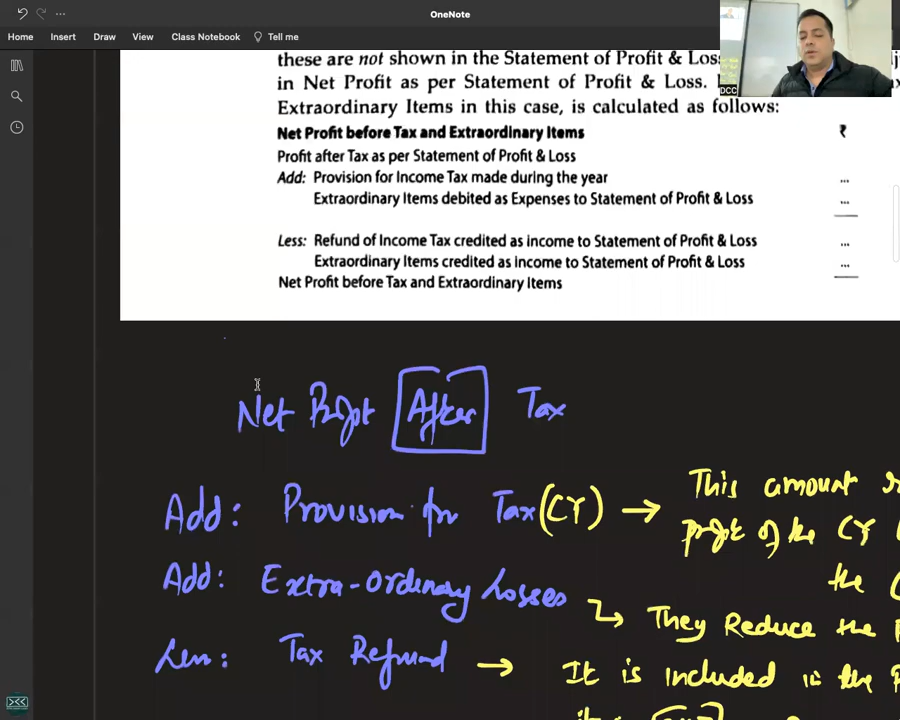 OneNote
Home Insert Draw View Class Notebook Tell me
DCC
these are not shown in the Statement of Profit & Los
in Net Profit as per Statement of Profit & Loss.
Extraordinary Items in this case, is calculated as follows:
Net Profit before Tax and Extraordinary Items ₹
Profit after Tax as per Statement of Profit & Loss
Add: Provision for Income Tax made during the year ...
Extraordinary Items debited as Expenses to Statement of Profit & Loss ...
Less: Refund of Income Tax credited as income to Statement of Profit & Loss ...
Extraordinary Items credited as income to Statement of Profit & Loss ...
Net Profit before Tax and Extraordinary Items
Net Profit After Tax
Add: Provision for Tax (CY) → This amount
profit of the CY
the
Add: Extra-ordinary Losses
They Reduce the
Less: Tax Refund → It is included in the